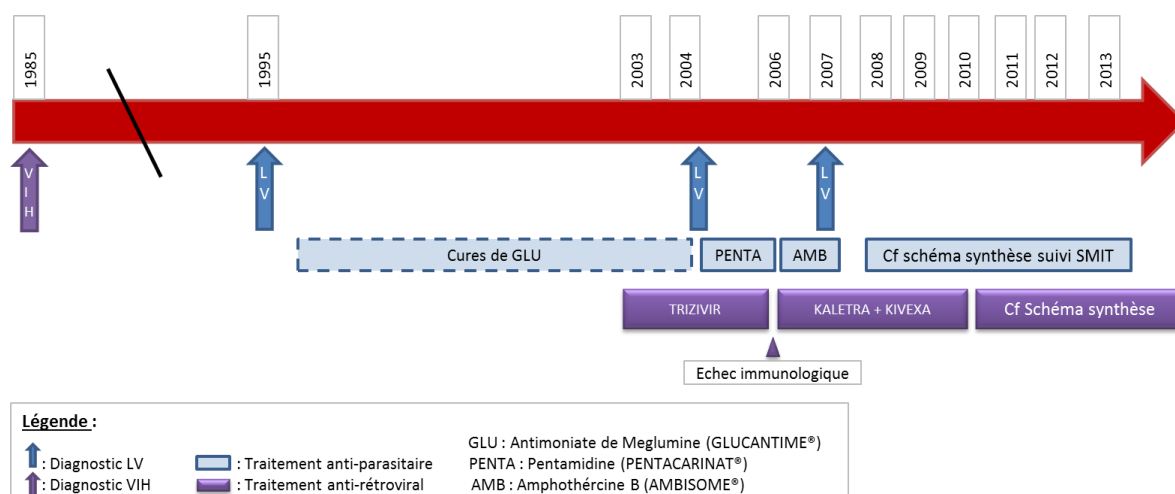 1985
1995
2003
2004
2006
2007
2008
2009
2010
2011
2012
2013
VIH
LV
LV
LV
Cures de GLU
PENTA
AMB
Cf schéma synthèse suivi SMIT
TRIZIVIR
KALETRA + KIVEXA
Cf Schéma synthèse
Echec immunologique
Légende :
: Diagnostic LV
: Diagnostic VIH
: Traitement anti-parasitaire
: Traitement anti-rétroviral
GLU : Antimoniate de Meglumine (GLUCANTIME®)
PENTA : Pentamidine (PENTACARINAT®)
AMB : Amphothércine B (AMBISOME®)